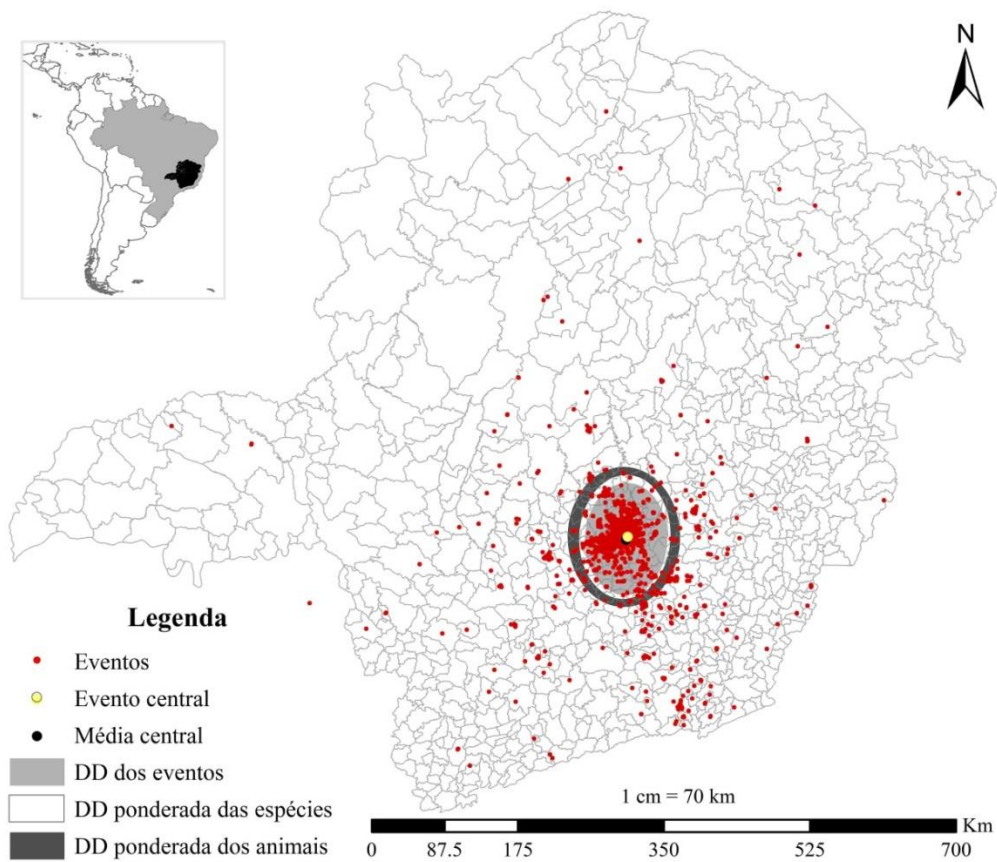 N
Legenda
Eventos
Evento central
Média central
DD dos eventos
DD ponderada das espécies
DD ponderada dos animais
1 cm = 70 km
Km
0 87.5 175 350 525 700